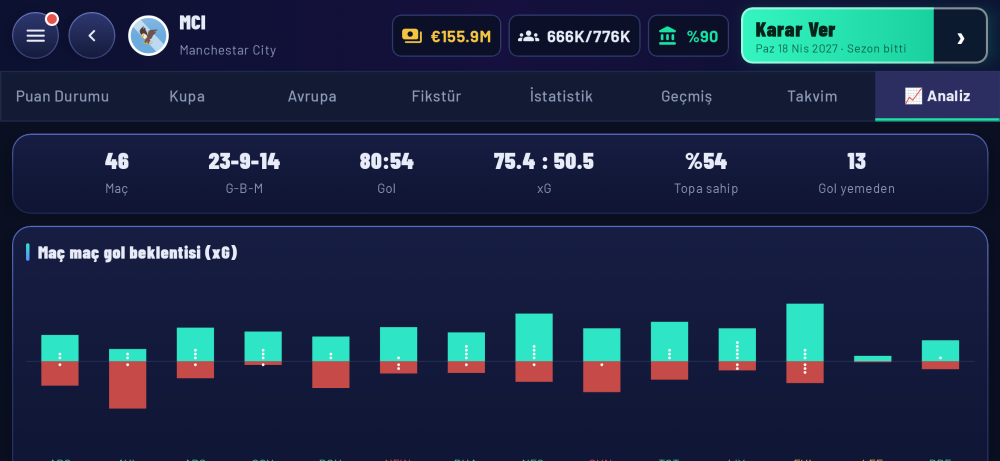 MCI
Manchestar City
€155.9M
666K/776K
%90
Karar Ver
Paz 18 Nis 2027 · Sezon bitti
Puan Durumu
Kupa
Avrupa
Fikstür
İstatistik
Geçmiş
Takvim
Analiz
46
23-9-14
80:54
75.4 : 50.5
%54
13
Maç
G-B-M
Gol
xG
Topa sahip
Gol yemeden
Maç maç gol beklentisi (xG)